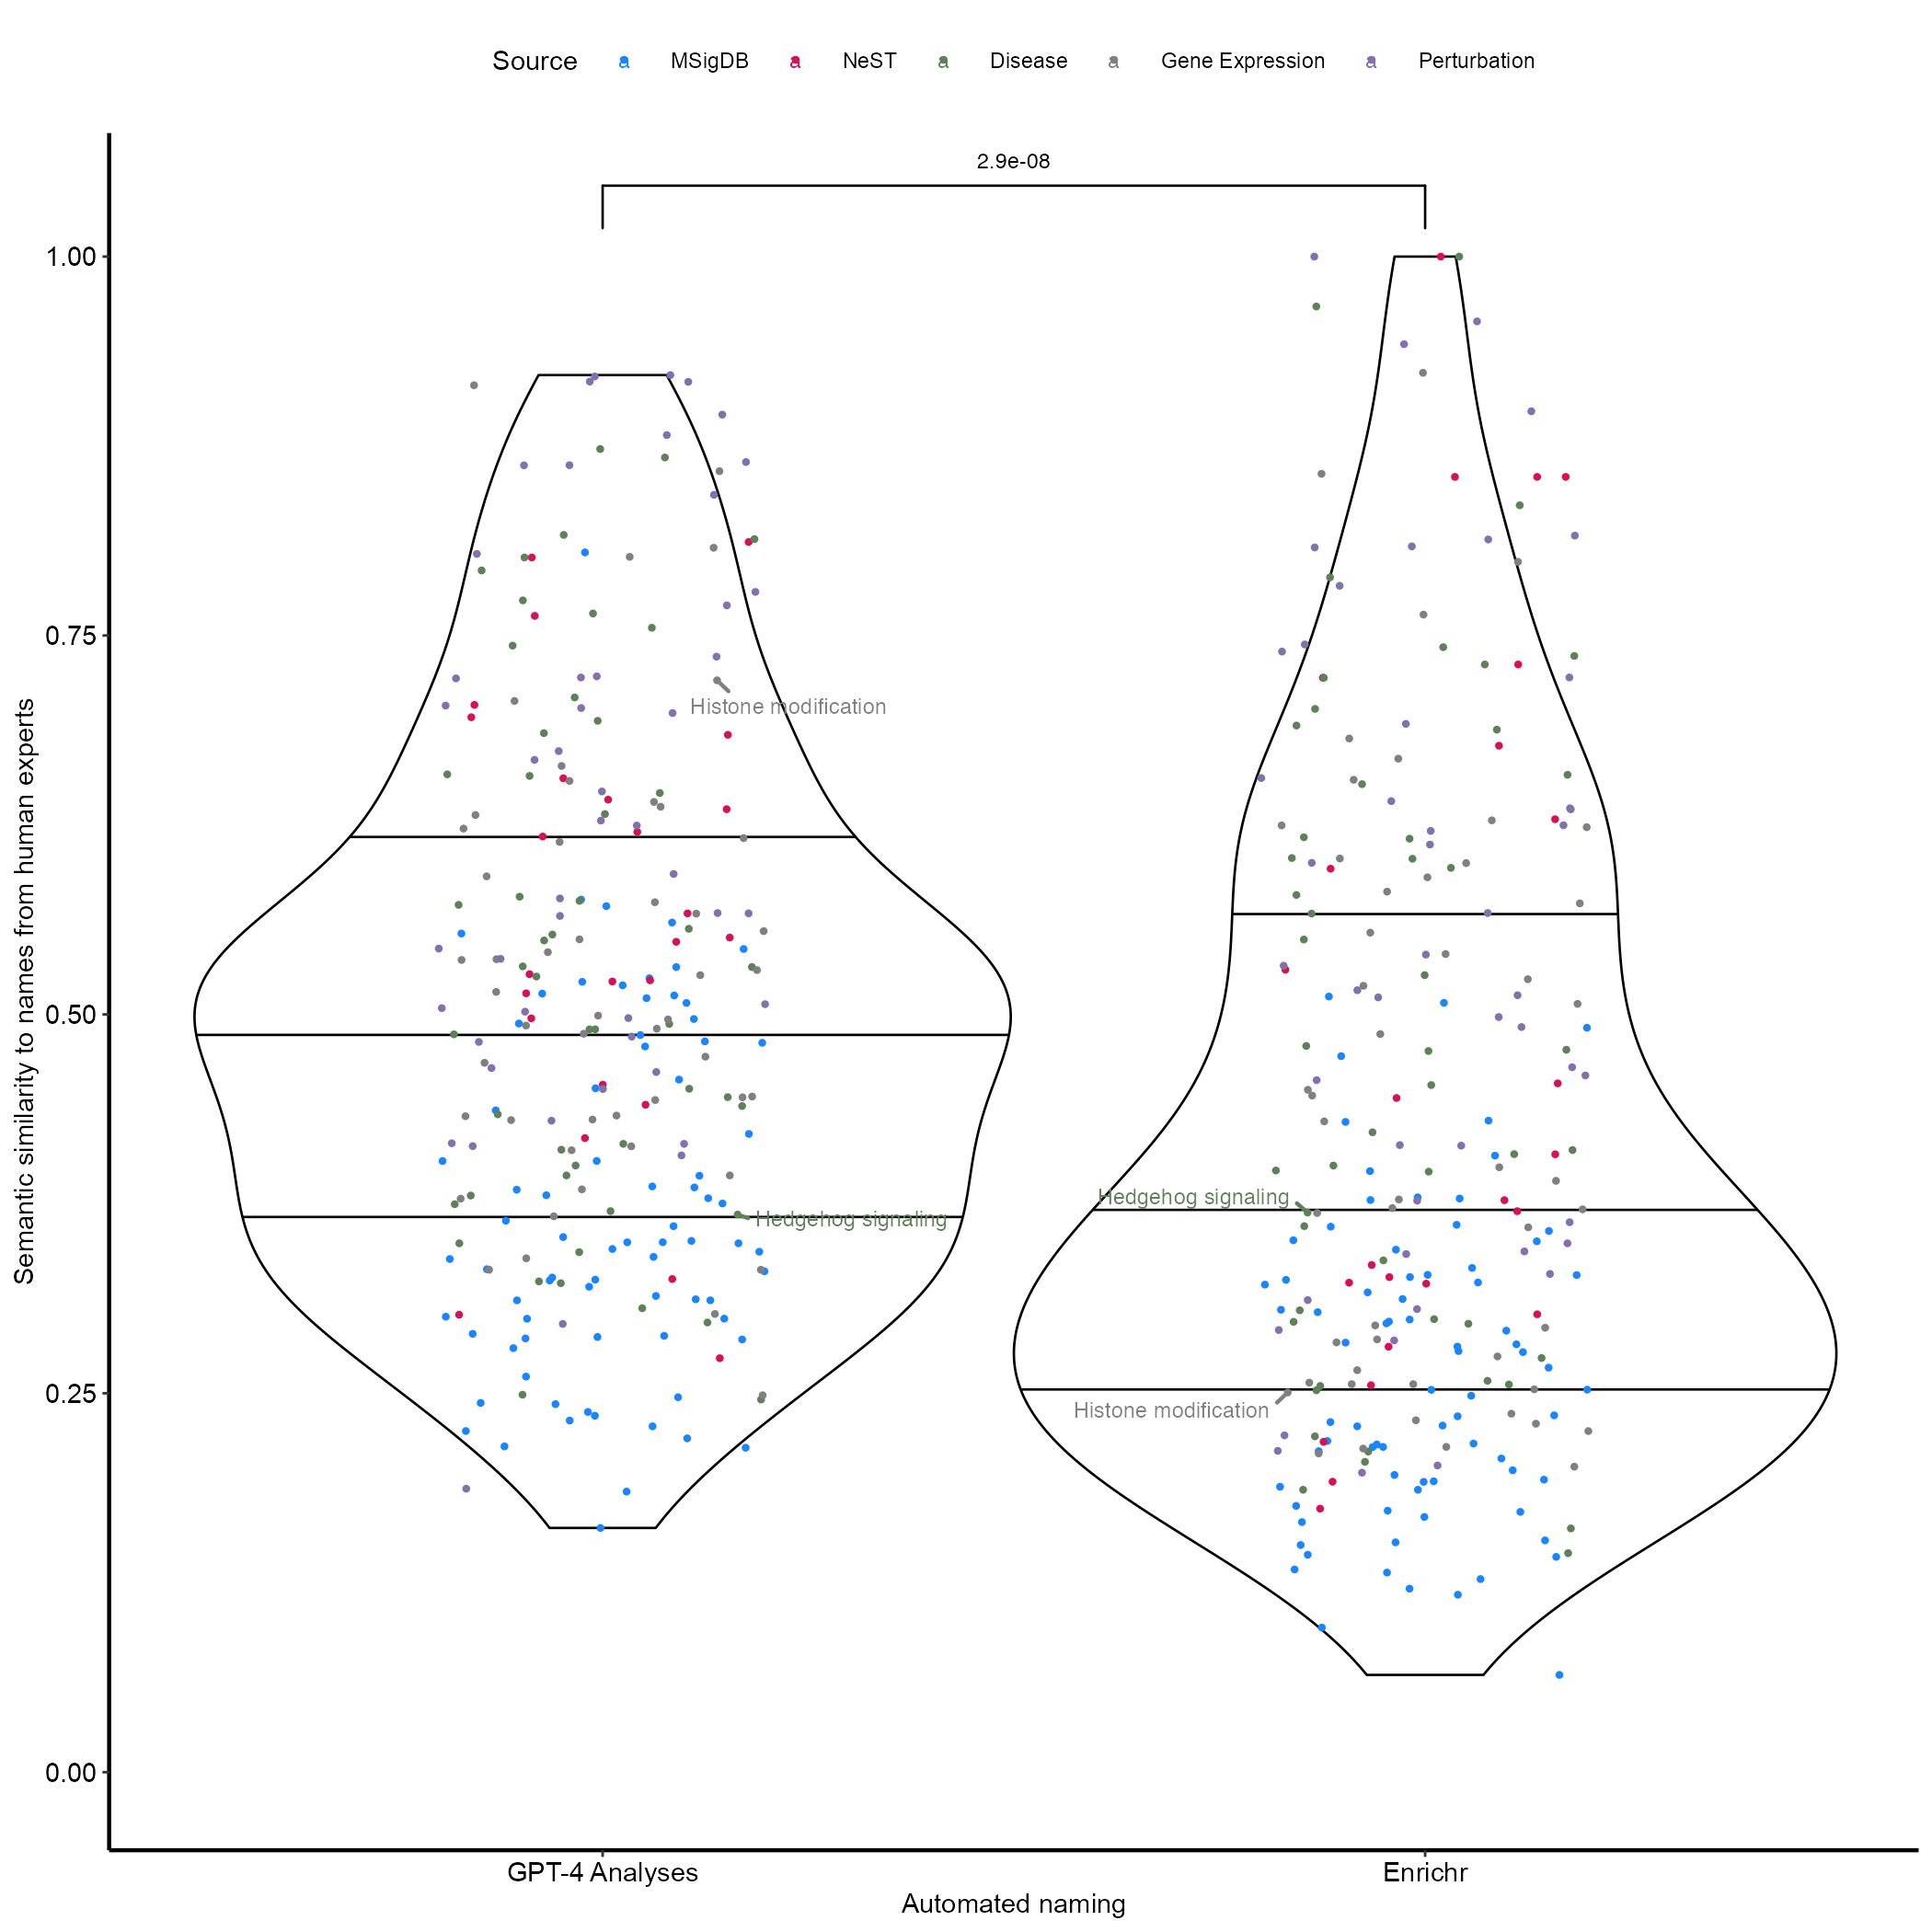 Source a MSigDB a NeST a Disease a Gene Expression a Perturbation
2.9e-08
1.00
0.75
0.50
0.25
0.00
Semantic similarity to names from human experts
Histone modification
Hedgehog signaling
Hedgehog signaling
Histone modification
GPT-4 Analyses
Enrichr
Automated naming